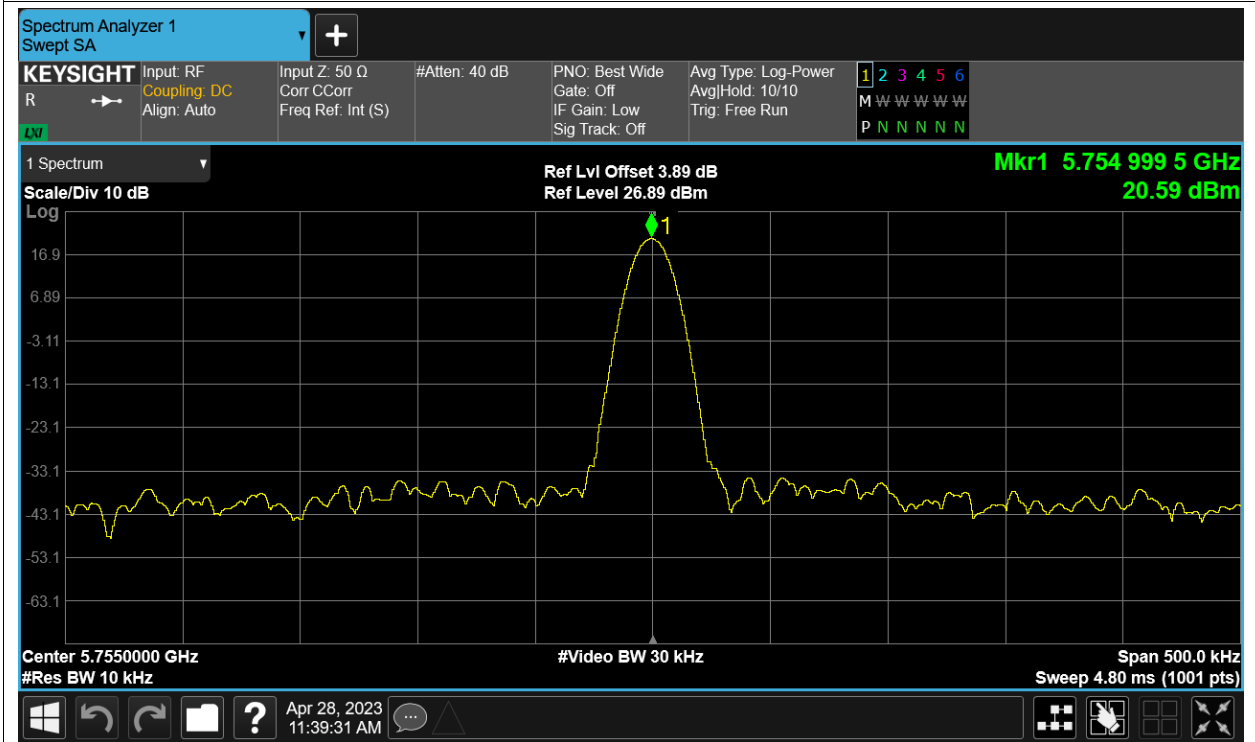 Spectrum Analyzer 1
Swept SA
+
KEYSIGHT
R
LXI
Input: RF
Coupling: DC
Align: Auto
Input Z: 50 Ω
Corr CCorr
Freq Ref: Int (S)
#Atten: 40 dB
PNO: Best Wide
Gate: Off
IF Gain: Low
Sig Track: Off
Avg Type: Log-Power
Avg|Hold: 10/10
Trig: Free Run
1 2 3 4 5 6
M W W W W W
P N N N N N
1 Spectrum
Scale/Div 10 dB
Ref Lvl Offset 3.89 dB
Ref Level 26.89 dBm
Mkr1 5.754 999 5 GHz
20.59 dBm
Log
1
16.9
6.89
-3.11
-13.1
-23.1
-33.1
-43.1
-53.1
-63.1
Center 5.7550000 GHz
#Res BW 10 kHz
#Video BW 30 kHz
Span 500.0 kHz
Sweep 4.80 ms (1001 pts)
?
Apr 28, 2023
11:39:31 AM